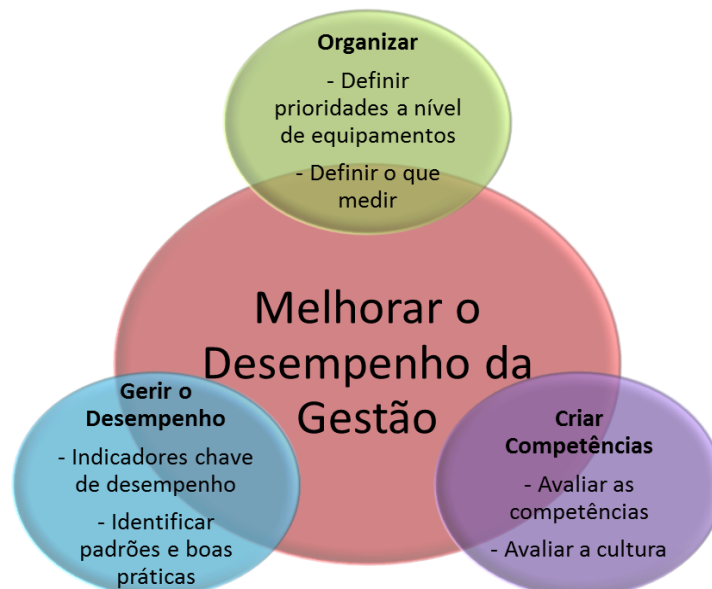 Organizar
- Definir
prioridades a nível
de equipamentos
- Definir o que
medir
Melhorar o
Desempenho da
Gestão
Gerir o
Desempenho
- Indicadores chave
de desempenho
- Identificar
padrões e boas
práticas
Criar
Competências
- Avaliar as
competências
- Avaliar a cultura